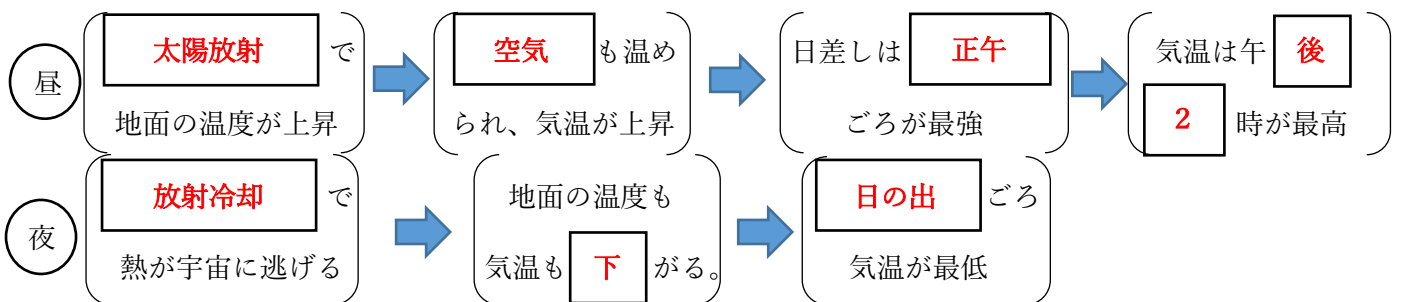 昼
太陽放射 で
地面の温度が上昇
空気 も温め
られ、気温が上昇
日差しは 正午
ごろが最強
気温は午 後
2 時が最高
夜
放射冷却 で
熱が宇宙に逃げる
地面の温度も
気温も 下 がる。
日の出 ごろ
気温が最低